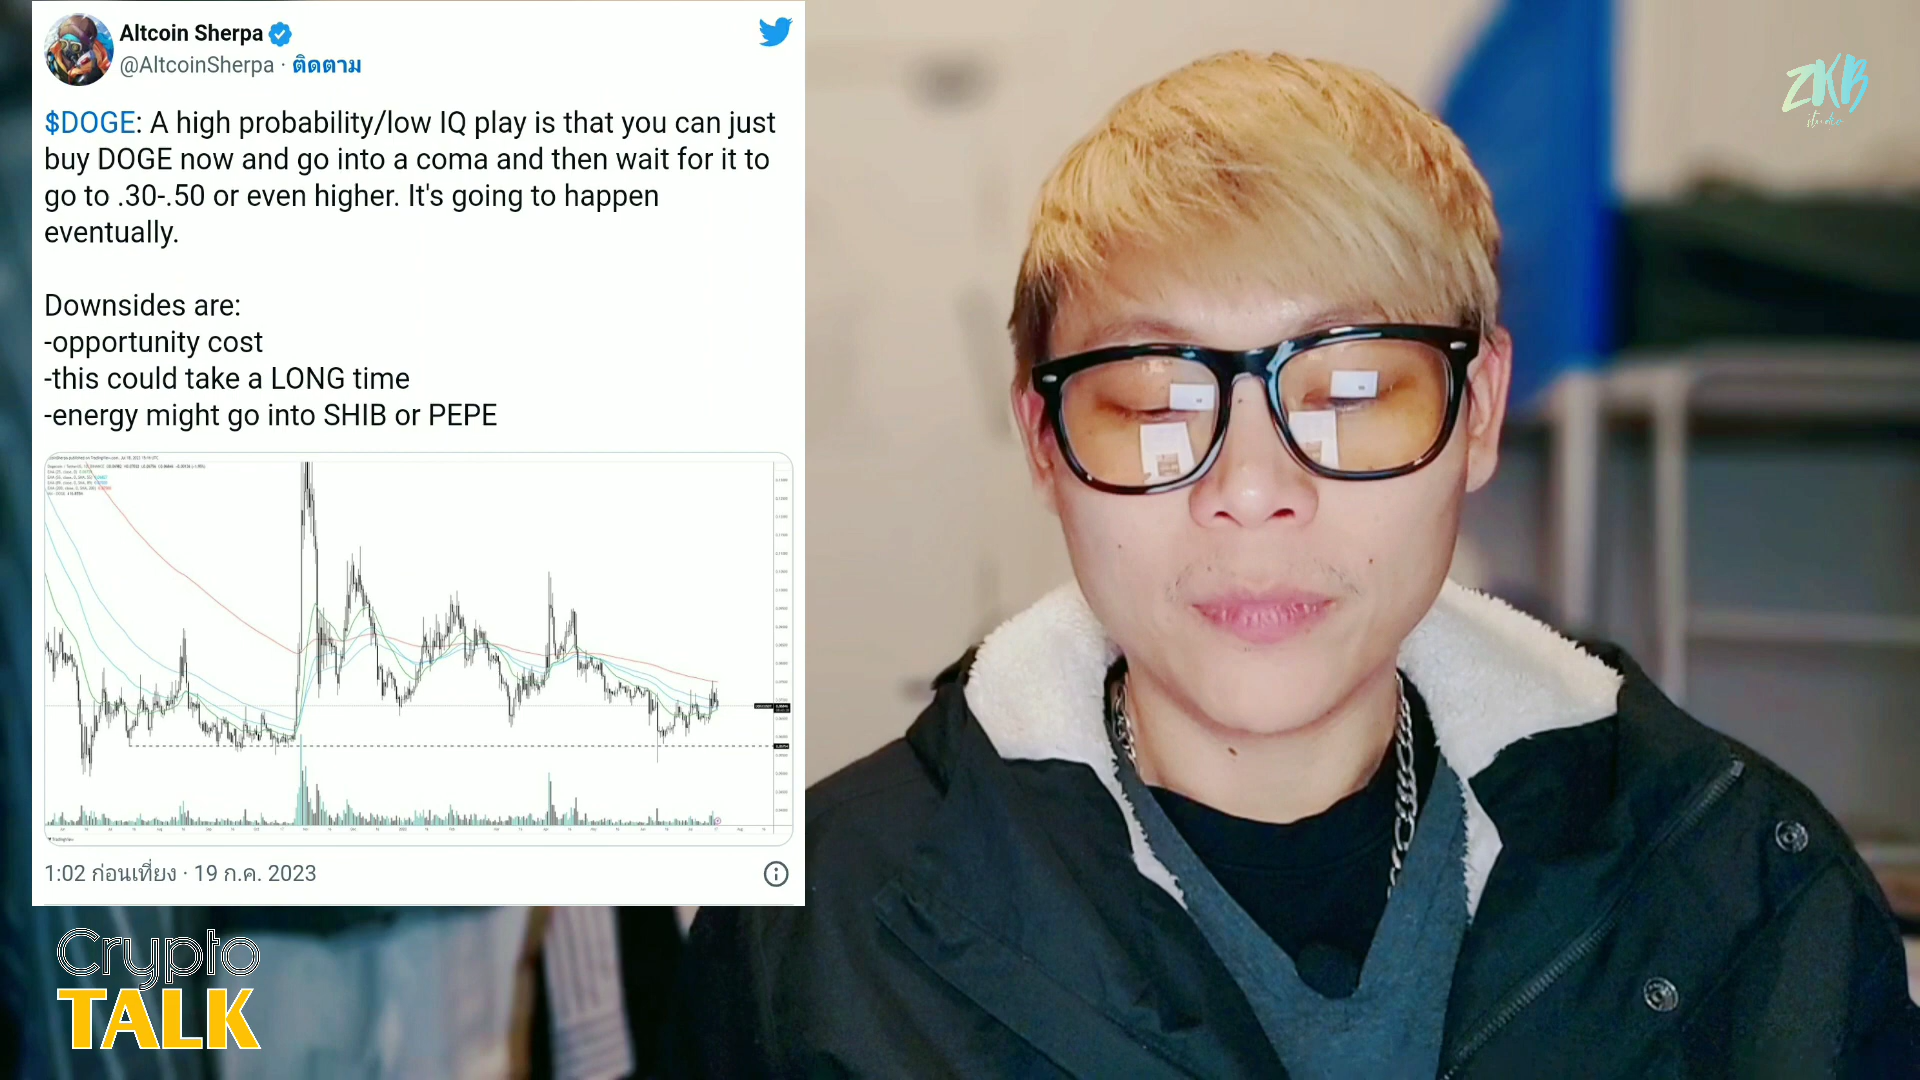 Altcoin Sherpa
@AltcoinSherpa · ติดตาม
$DOGE: A high probability/low IQ play is that you can just
buy DOGE now and go into a coma and then wait for it to
go to .30-.50 or even higher. It's going to happen
eventually.
Downsides are:
-opportunity cost
-this could take a LONG time
-energy might go into SHIB or PEPE
1:02 ก่อนเที่ยง · 19 ก.ค. 2023
Crypto
TALK
ZKB
studio